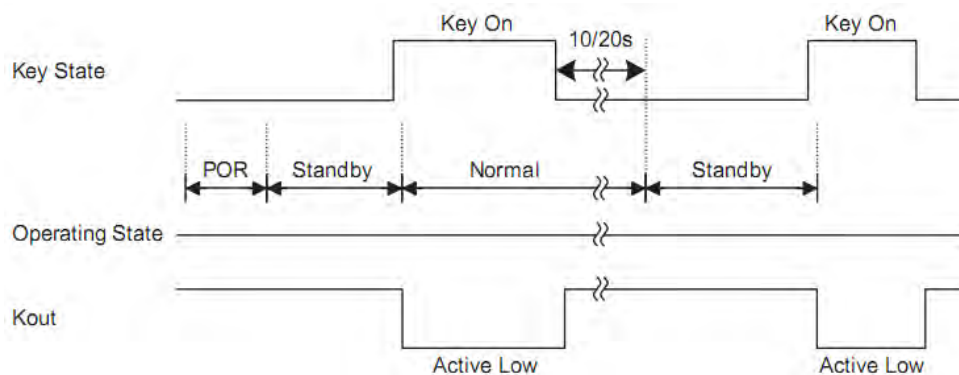 Key On
10/20s
Key On
Key State
POR
Standby
Normal
Standby
Operating State
Kout
Active Low
Active Low